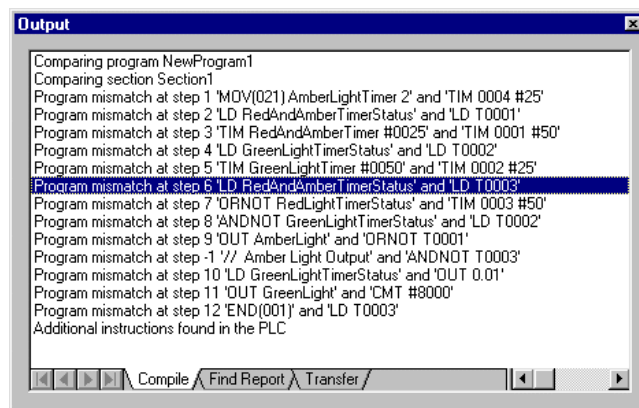 Output
Comparing program NewProgram1
Comparing section Section1
Program mismatch at step 1 'MOV(021) AmberLightTimer 2' and 'TIM 0004 #25'
Program mismatch at step 2 'LD RedAndAmberTimerStatus' and 'LD T0001'
Program mismatch at step 3 'TIM RedAndAmberTimer #0025' and 'TIM 0001 #50'
Program mismatch at step 4 'LD GreenLightTimerStatus' and 'LD T0002'
Program mismatch at step 5 'TIM GreenLightTimer #0050' and 'TIM 0002 #25'
Program mismatch at step 6 'LD RedAndAmberTimerStatus' and 'LD T0003'
Program mismatch at step 7 'ORNOT RedLightTimerStatus' and 'TIM 0003 #50'
Program mismatch at step 8 'ANDNOT GreenLightTimerStatus' and 'LD T0002'
Program mismatch at step 9 'OUT AmberLight' and 'ORNOT T0001'
Program mismatch at step -1 '// Amber Light Output' and 'ANDNOT T0003'
Program mismatch at step 10 'LD GreenLightTimerStatus' and 'OUT 0.01'
Program mismatch at step 11 'OUT GreenLight' and 'CMT #8000'
Program mismatch at step 12 'END(001)' and 'LD T0003'
Additional instructions found in the PLC
Compile Find Report Transfer